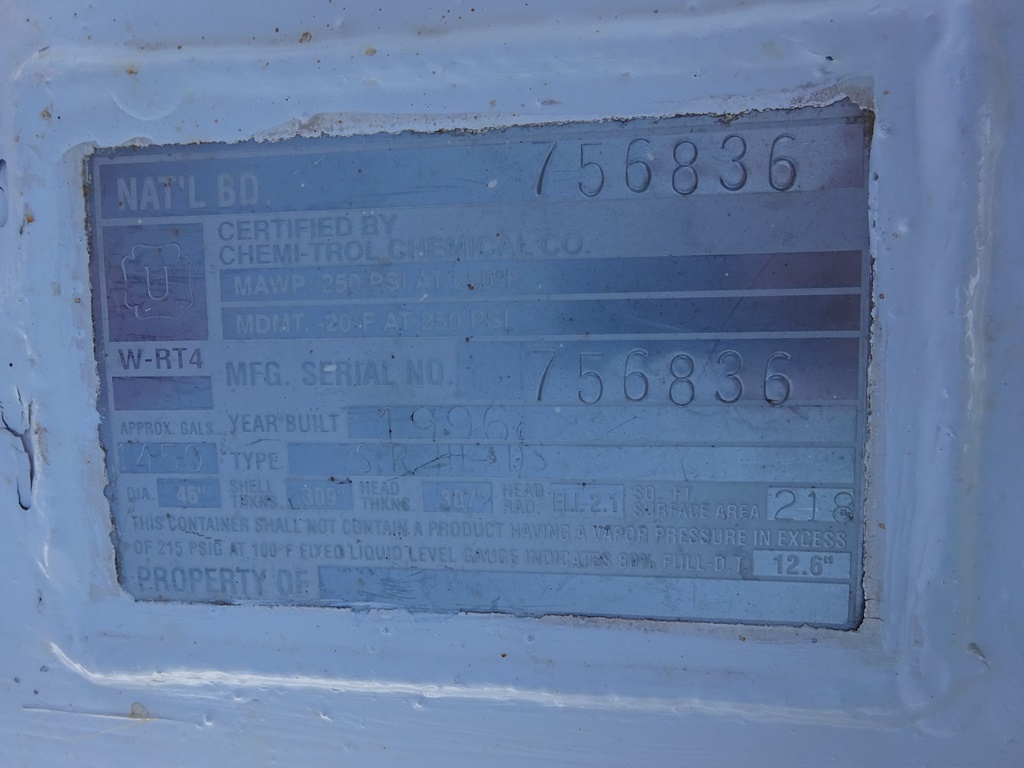 NAT'L BD. 756836
CERTIFIED BY
CHEMI-TROL CHEMICAL CO.
U
MAWP 250 PSI AT °F
MDMT. -20°F AT 250 PSI
W-RT4
MFG. SERIAL NO. 756836
APPROX. GALS. YEAR BUILT 1996
TYPE S.R. HEADS
DIA. 46" SHELL THKNS. .309" HEAD THKNS. .307" HEAD RAD. ELL-2:1 SQ. FT. SURFACE AREA 218
"THIS CONTAINER SHALL NOT CONTAIN A PRODUCT HAVING A VAPOR PRESSURE IN EXCESS
OF 215 PSIG AT 100°F FIXED LIQUID LEVEL GAUGE INDICATES 80% FULL-D.T. 12.6"
PROPERTY OF